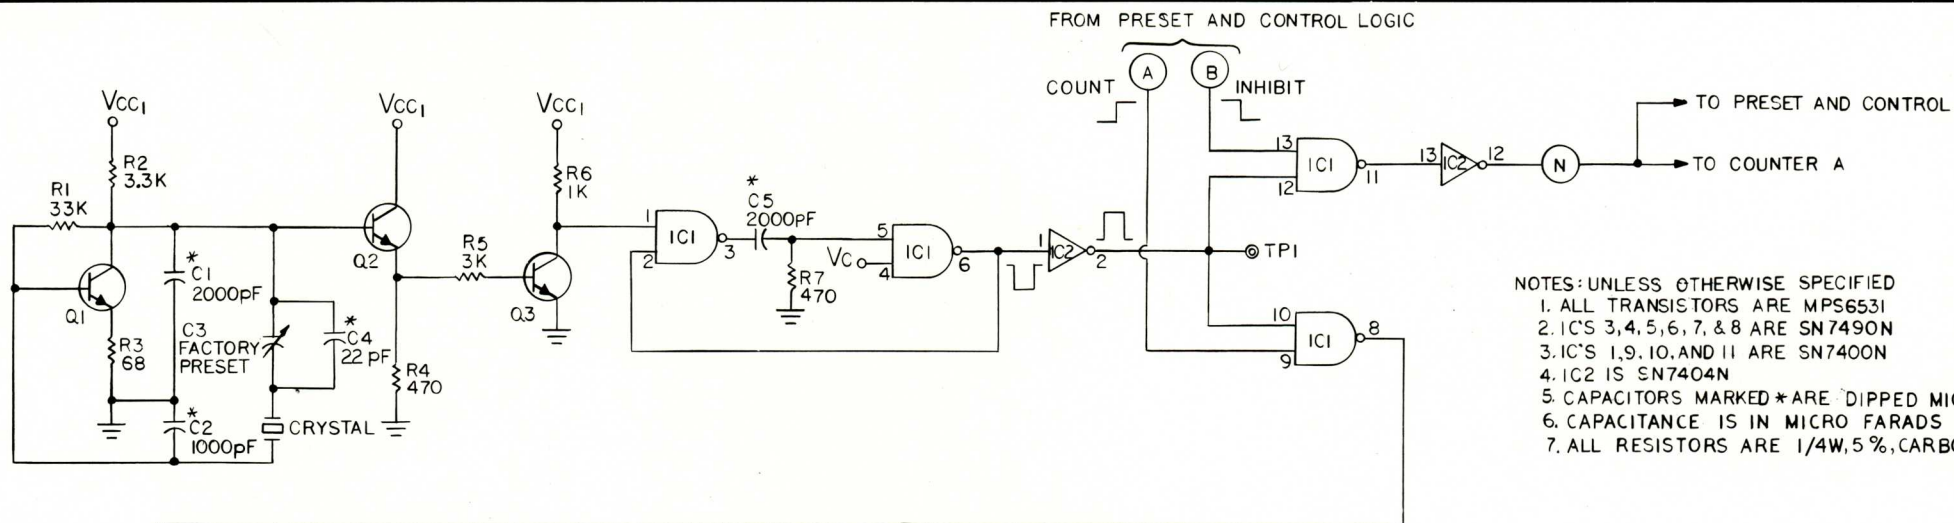 FROM PRESET AND CONTROL LOGIC
A
B
COUNT
INHIBIT
VCC1
VCC1
VCC1
TO PRESET AND CONTROL
R2
3.3K
R6
1K
13
12
IC1
11
13
IC2
12
N
TO COUNTER A
R1
33K
*
C5
2000pF
1
2
IC1
3
5
VC
4
IC1
6
1
IC2
2
TP1
Q2
R5
3K
*
C1
2000pF
Q1
R7
470
Q3
C3
FACTORY
PRESET
*
C4
22 pF
R3
68
R4
470
10
9
IC1
8
*
C2
1000pF
CRYSTAL
NOTES: UNLESS OTHERWISE SPECIFIED
1. ALL TRANSISTORS ARE MPS6531
2. IC'S 3,4,5,6,7,&8 ARE SN7490N
3. IC'S 1,9,10,AND 11 ARE SN7400N
4. IC2 IS SN7404N
5. CAPACITORS MARKED * ARE DIPPED
6. CAPACITANCE IS IN MICRO FARADS
7. ALL RESISTORS ARE 1/4W,5%,